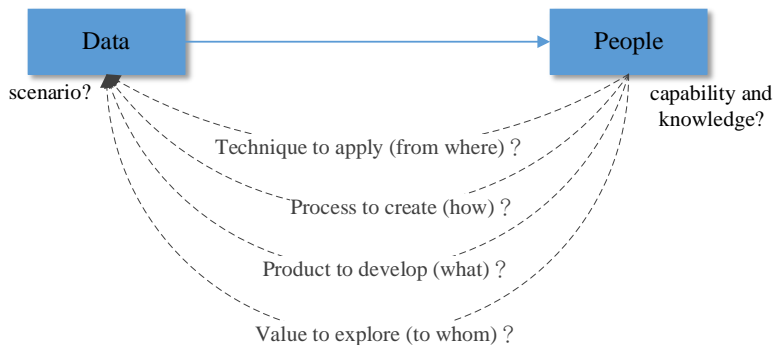 Data
People
scenario?
capability and
knowledge?
Technique to apply (from where) ?
Process to create (how) ?
Product to develop (what) ?
Value to explore (to whom) ?